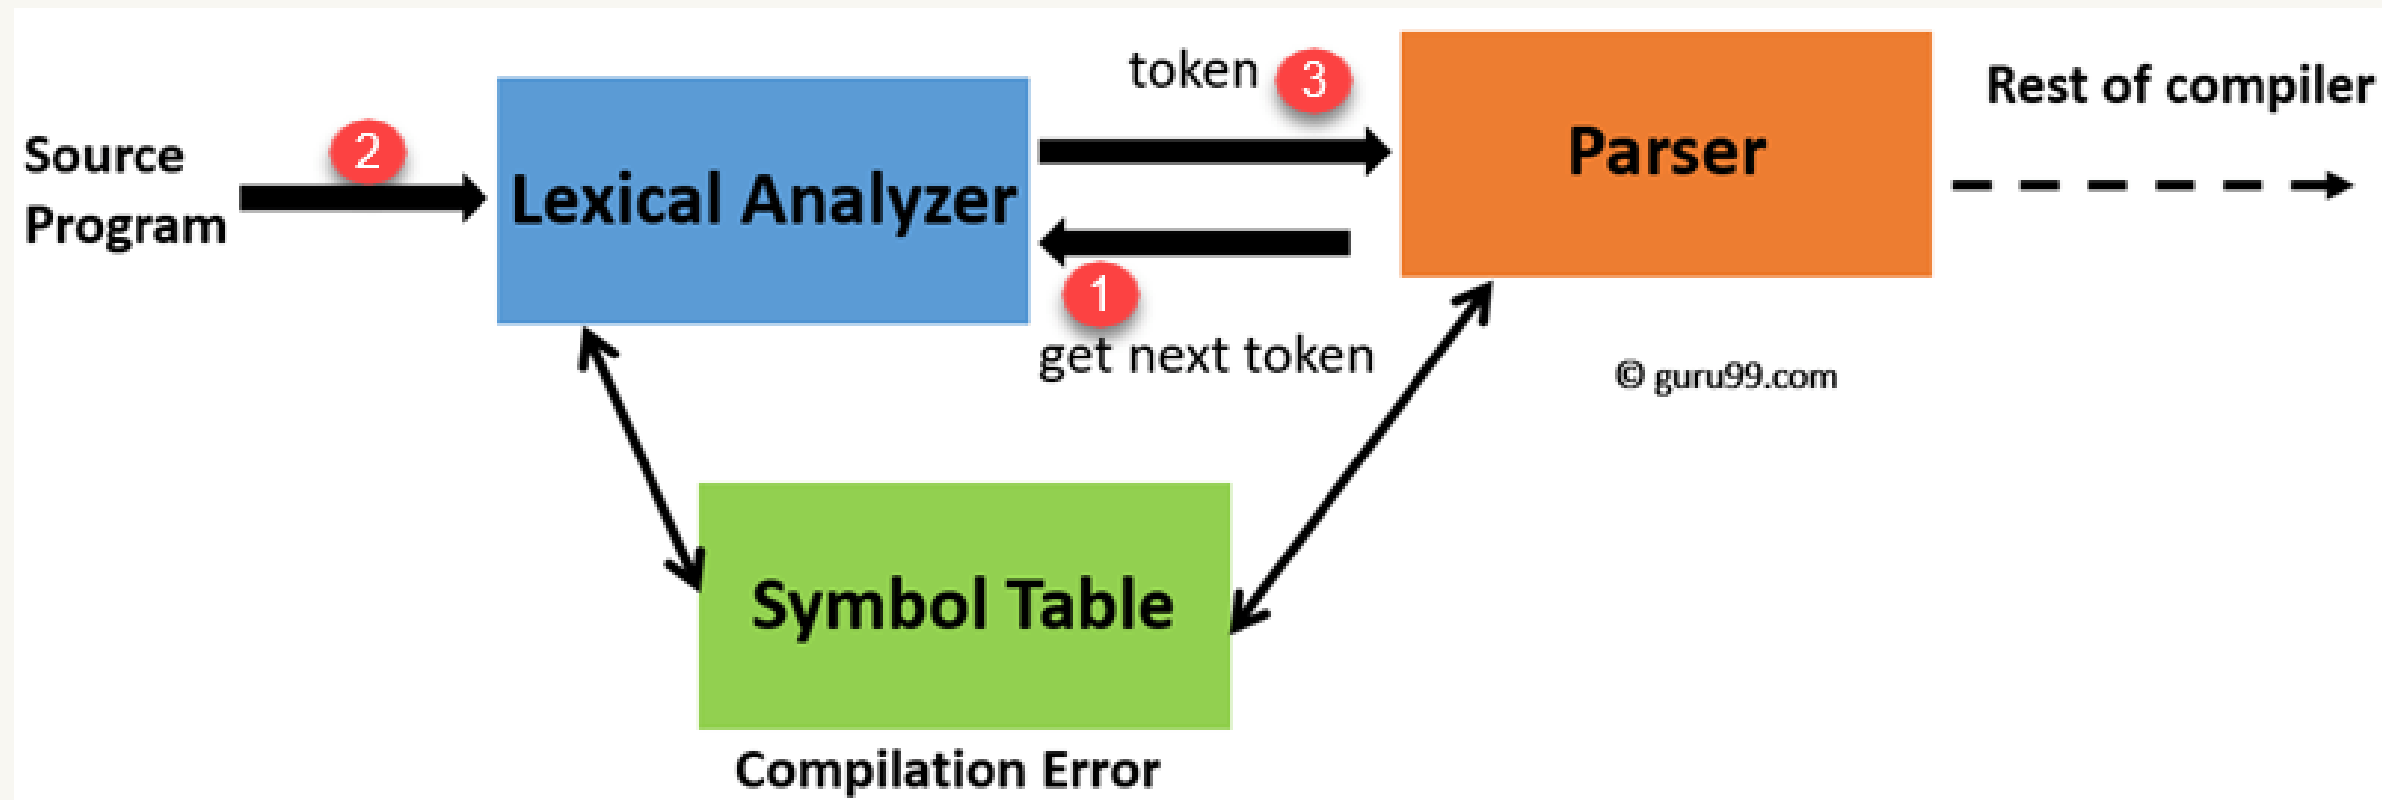 Source
Program
2
Lexical Analyzer
token 3
1
get next token
Parser
Rest of compiler
© guru99.com
Symbol Table
Compilation Error